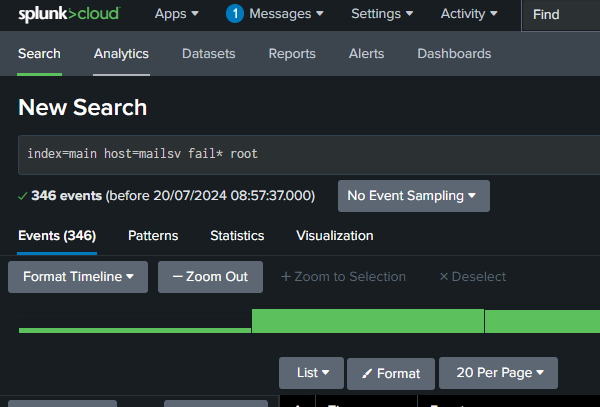 splunk>cloud Apps 1 Messages Settings Activity Find
Search Analytics Datasets Reports Alerts Dashboards
New Search
index=main host=mailsv fail* root
346 events (before 20/07/2024 08:57:37.000) No Event Sampling
Events (346) Patterns Statistics Visualization
Format Timeline − Zoom Out + Zoom to Selection × Deselect
List Format 20 Per Page